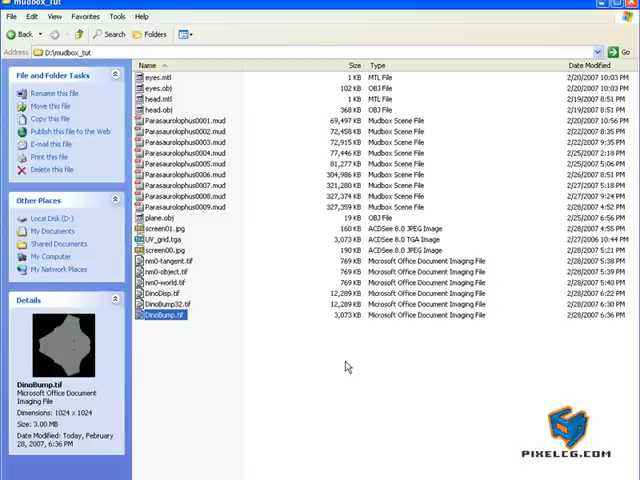 mudbox_tut
File Edit View Favorites Tools Help
Back Search Folders
Address D:\mudbox_tut Go
File and Folder Tasks
Rename this file
Move this file
Copy this file
Publish this file to the Web
E-mail this file
Print this file
Delete this file
Other Places
Local Disk (D:)
My Documents
Shared Documents
My Computer
My Network Places
Details
DinoBump.tif
Microsoft Office Document
Imaging File
Dimensions: 1024 x 1024
Size: 3.00 MB
Date Modified: Today, February
28, 2007, 6:36 PM
Name Size Type Date Modified
eyes.mtl 1 KB MTL File 2/20/2007 10:03 PM
eyes.obj 102 KB OBJ File 2/20/2007 10:03 PM
head.mtl 1 KB MTL File 2/19/2007 8:51 PM
head.obj 368 KB OBJ File 2/19/2007 8:51 PM
Parasaurolophus0001.mud 69,497 KB Mudbox Scene File 2/20/2007 10:56 PM
Parasaurolophus0002.mud 72,458 KB Mudbox Scene File 2/22/2007 8:35 PM
Parasaurolophus0003.mud 72,915 KB Mudbox Scene File 2/22/2007 9:35 PM
Parasaurolophus0004.mud 77,446 KB Mudbox Scene File 2/25/2007 2:18 PM
Parasaurolophus0005.mud 81,277 KB Mudbox Scene File 2/25/2007 5:06 PM
Parasaurolophus0006.mud 304,986 KB Mudbox Scene File 2/26/2007 5:18 PM
Parasaurolophus0007.mud 321,280 KB Mudbox Scene File 2/27/2007 5:18 PM
Parasaurolophus0008.mud 327,374 KB Mudbox Scene File 2/27/2007 9:24 PM
Parasaurolophus0009.mud 327,359 KB Mudbox Scene File 2/28/2007 4:52 PM
plane.obj 19 KB OBJ File 2/25/2007 6:56 PM
screen01.jpg 160 KB ACDSee 8.0 JPEG Image 2/28/2007 4:57 PM
UV_grid.tga 3,073 KB ACDSee 8.0 TGA Image 2/27/2006 10:44 PM
screen00.jpg 190 KB ACDSee 8.0 JPEG Image 2/28/2007 5:21 PM
nm0-tangent.tif 769 KB Microsoft Office Document Imaging File 2/28/2007 5:38 PM
nm0-object.tif 769 KB Microsoft Office Document Imaging File 2/28/2007 5:39 PM
nm0-world.tif 769 KB Microsoft Office Document Imaging File 2/28/2007 5:40 PM
DinoDisp.tif 12,289 KB Microsoft Office Document Imaging File 2/28/2007 6:22 PM
DinoBump32.tif 12,289 KB Microsoft Office Document Imaging File 2/28/2007 6:30 PM
DinoBump.tif 3,073 KB Microsoft Office Document Imaging File 2/28/2007 6:36 PM
PIXELCG.COM